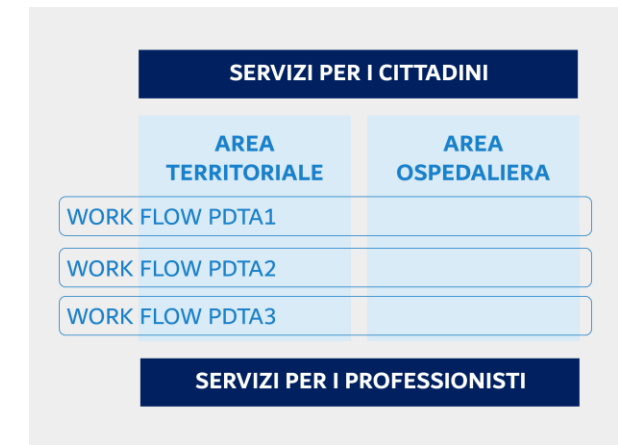 SERVIZI PER I CITTADINI
AREA
TERRITORIALE
AREA
OSPEDALIERA
WORK FLOW PDTA1
WORK FLOW PDTA2
WORK FLOW PDTA3
SERVIZI PER I PROFESSIONISTI